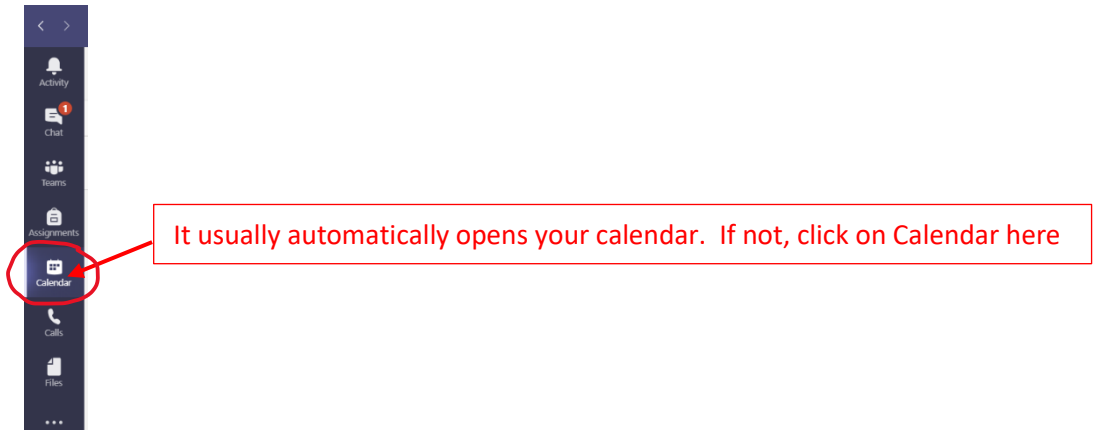 Activity
1
Chat
Teams
Assignments
It usually automatically opens your calendar.  If not, click on Calendar here
Calendar
Calls
Files